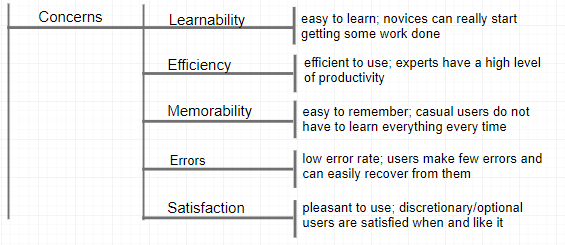 Concerns
Learnability
easy to learn; novices can really start
getting some work done
Efficiency
efficient to use; experts have a high level
of productivity
Memorability
easy to remember; casual users do not
have to learn everything every time
Errors
low error rate; users make few errors and
can easily recover from them
Satisfaction
pleasant to use; discretionary/optional
users are satisfied when and like it